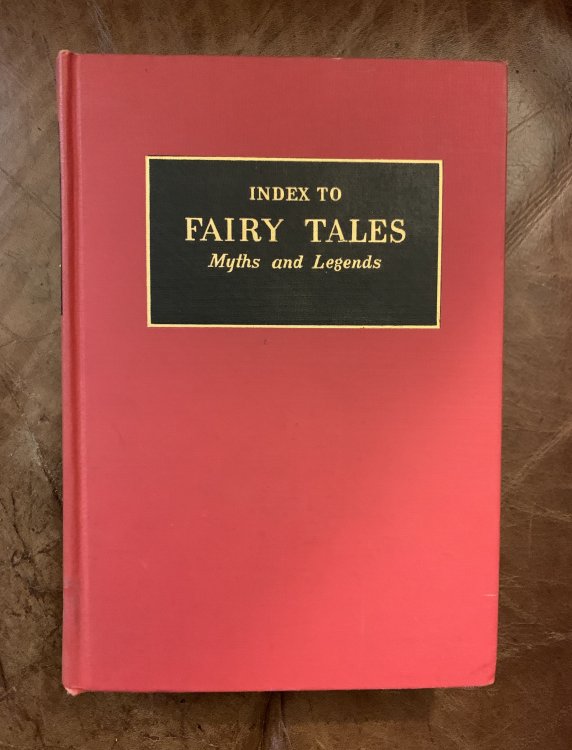 INDEX TO
FAIRY TALES
Myths and Legends